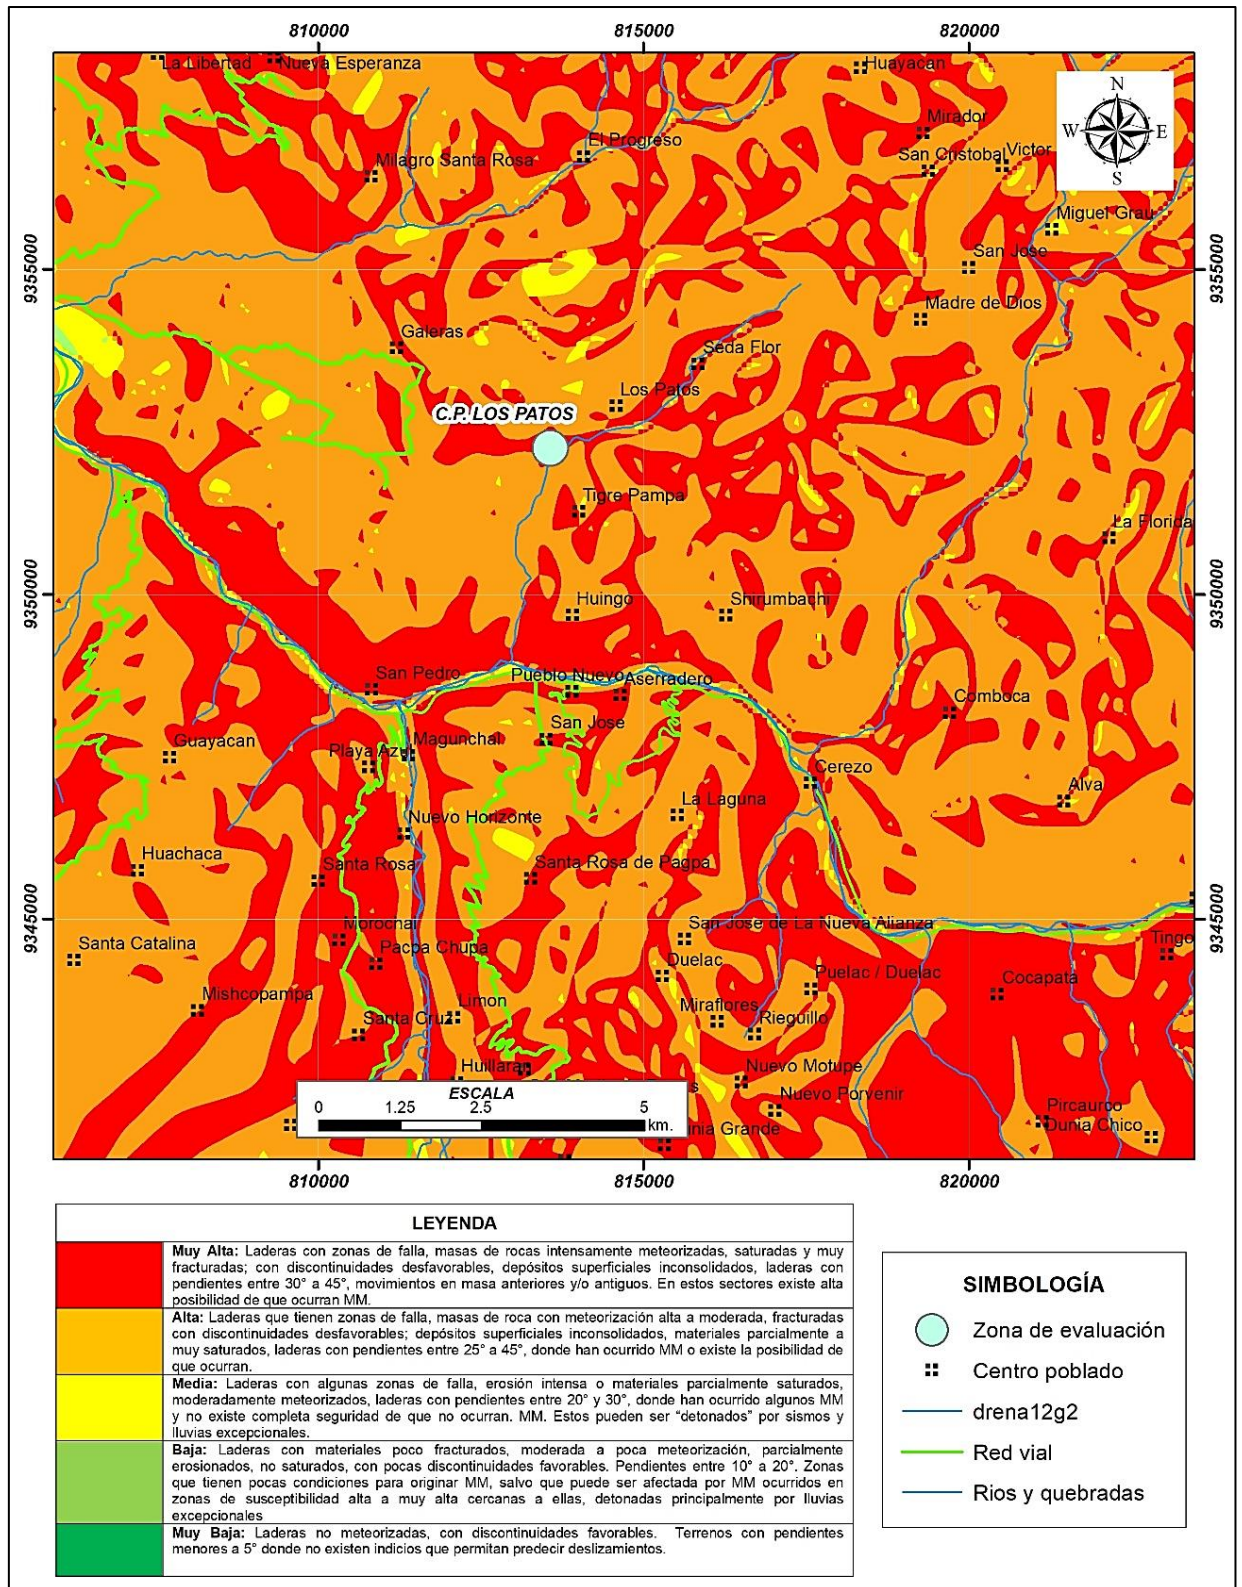 810000 815000 820000
La Libertad
Nueva Esperanza
Huayacan
N
W E
S
Mirador
El Progreso
San Cristobal
Victor
Milagro Santa Rosa
Miguel Grau
San Jose
9355000
9355000
Madre de Dios
Galeras
Seda Flor
Los Patos
C.P. LOS PATOS
Tigre Pampa
La Florida
9350000
9350000
Huingo
Shirumbachi
San Pedro
Pueblo Nuevo
Aserradero
Comboca
San Jose
Guayacan
Playa Azul
Magunchal
Cerezo
Alva
La Laguna
Nuevo Horizonte
Huachaca
Santa Rosa
Santa Rosa de Pagpa
9345000
9345000
Morochal
San Jose de La Nueva Alianza
Santa Catalina
Pacpa Chupa
Tingo
Duelac
Puelac / Duelac
Cocapata
Mishcopampa
Limon
Miraflores
Rieguillo
Santa Cruz
Huillaran
Nuevo Motupe
Nuevo Porvenir
Pircaurco
Dunia Chico
unia Grande
ESCALA
0 1.25 2.5 5
km.
810000 815000 820000
LEYENDA
Muy Alta: Laderas con zonas de falla, masas de rocas intensamente meteorizadas, saturadas y muy
fracturadas; con discontinuidades desfavorables, depósitos superficiales inconsolidados, laderas con
pendientes entre 30° a 45°, movimientos en masa anteriores y/o antiguos. En estos sectores existe alta
posibilidad de que ocurran MM.
Alta: Laderas que tienen zonas de falla, masas de roca con meteorización alta a moderada, fracturadas
con discontinuidades desfavorables; depósitos superficiales inconsolidados, materiales parcialmente a
muy saturados, laderas con pendientes entre 25° a 45°, donde han ocurrido MM o existe la posibilidad de
que ocurran.
Media: Laderas con algunas zonas de falla, erosión intensa o materiales parcialmente saturados,
moderadamente meteorizados, laderas con pendientes entre 20° y 30°, donde han ocurrido algunos MM
y no existe completa seguridad de que no ocurran. MM. Estos pueden ser “detonados” por sismos y
lluvias excepcionales.
Baja: Laderas con materiales poco fracturados, moderada a poca meteorización, parcialmente
erosionados, no saturados, con pocas discontinuidades favorables. Pendientes entre 10° a 20°. Zonas
que tienen pocas condiciones para originar MM, salvo que puede ser afectada por MM ocurridos en
zonas de susceptibilidad alta a muy alta cercanas a ellas, detonadas principalmente por lluvias
excepcionales
Muy Baja: Laderas no meteorizadas, con discontinuidades favorables. Terrenos con pendientes
menores a 5° donde no existen indicios que permitan predecir deslizamientos.
SIMBOLOGÍA
Zona de evaluación
Centro poblado
drena12g2
Red vial
Rios y quebradas